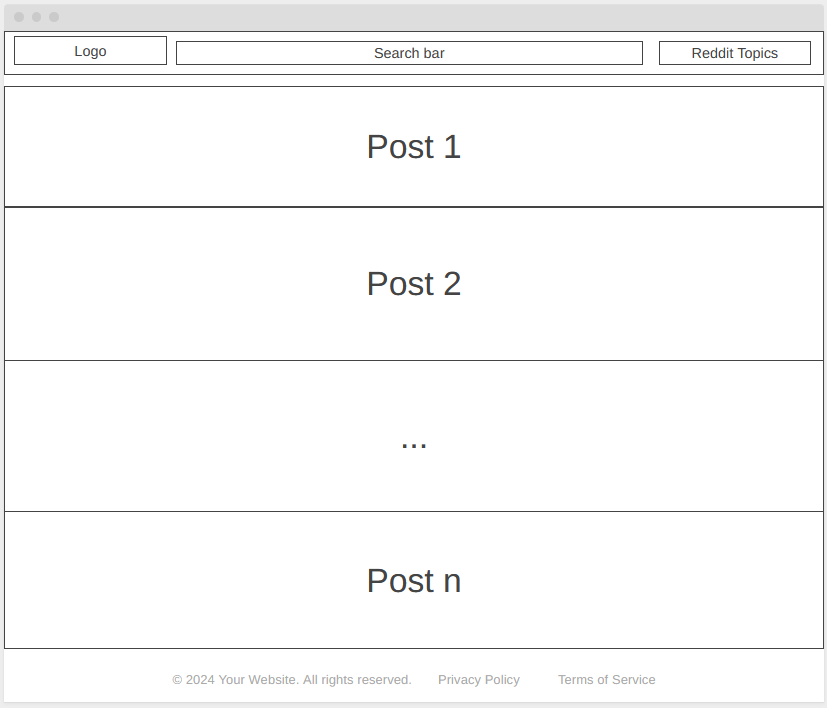 Logo
Search bar
Reddit Topics
Post 1
Post 2
...
Post n
© 2024 Your Website. All rights reserved. Privacy Policy Terms of Service